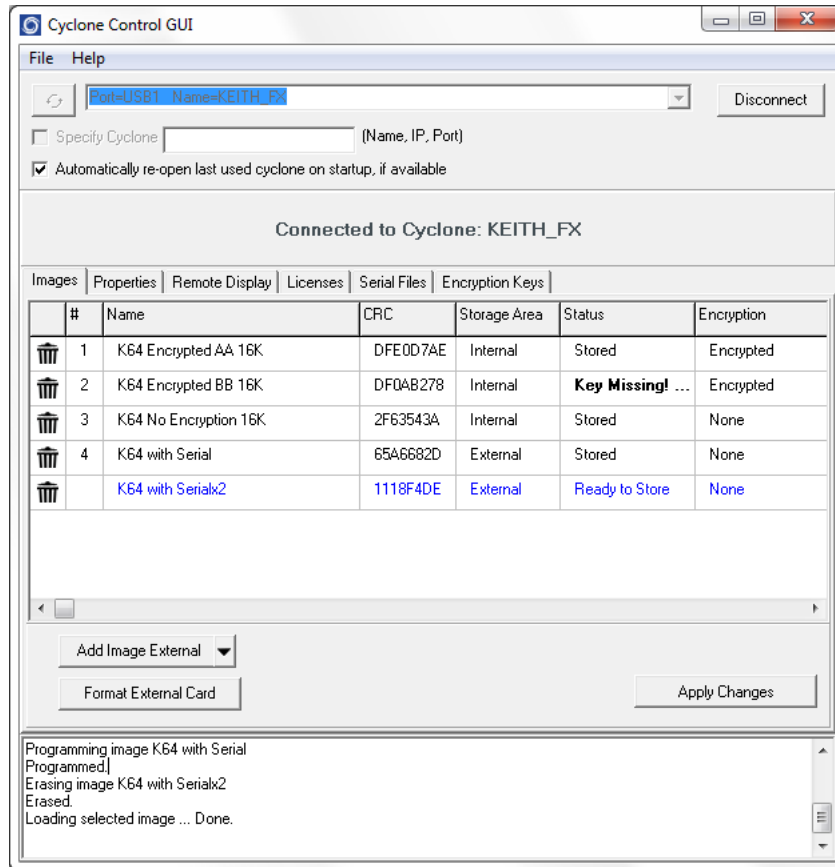 Cyclone Control GUI
File Help
Port=USB1 Name=KEITH_FX
Disconnect
Specify Cyclone (Name, IP, Port)
Automatically re-open last used cyclone on startup, if available
Connected to Cyclone: KEITH_FX
Images Properties Remote Display Licenses Serial Files Encryption Keys
# Name CRC Storage Area Status Encryption
1 K64 Encrypted AA 16K DFE0D7AE Internal Stored Encrypted
2 K64 Encrypted BB 16K DF0AB278 Internal Key Missing! ... Encrypted
3 K64 No Encryption 16K 2F63543A Internal Stored None
4 K64 with Serial 65A6682D External Stored None
K64 with Serialx2 1118F4DE External Ready to Store None
Add Image External
Format External Card
Apply Changes
Programming image K64 with Serial
Programmed.
Erasing image K64 with Serialx2
Erased.
Loading selected image ... Done.